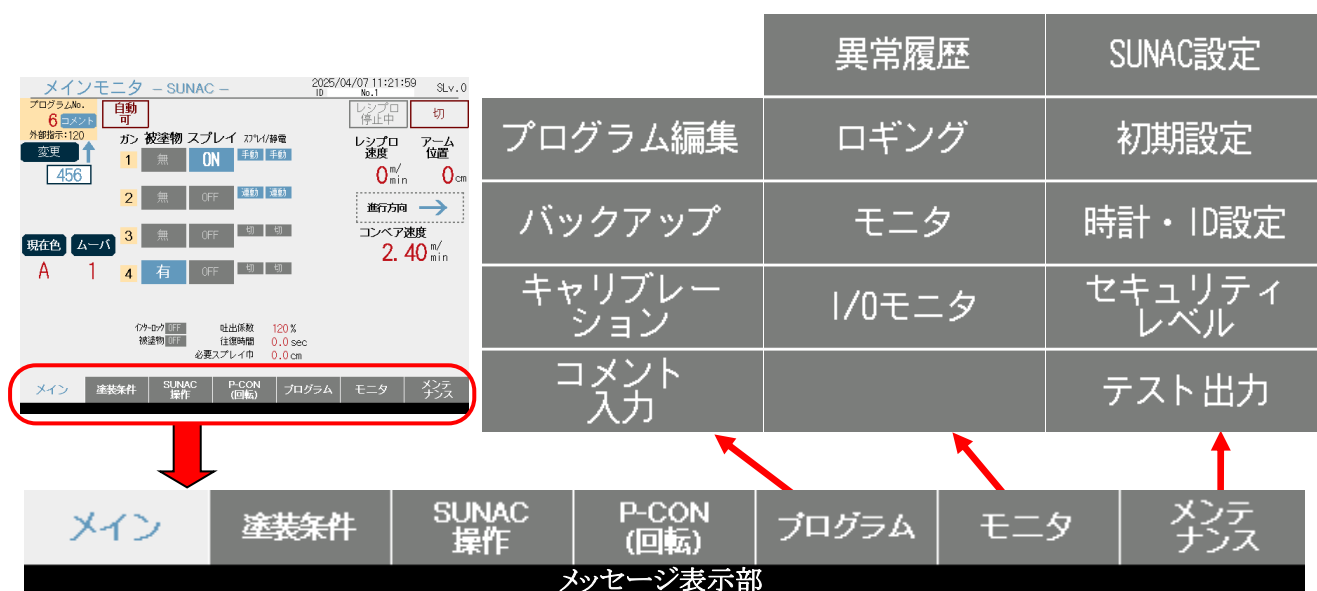 メインモニタ － SUNAC －
2025/04/07 11:21:59
ID
No.1
SLv.0
プログラムNo.
6
コメント
自動
可
レシプロ
停止中
切
外部指示:120
変更
456
ガン 被塗物 スプレイ スプレイ/静電
1 無 ON 手動 手動
2 無 OFF 連動 連動
3 無 OFF 切 切
4 有 OFF 切 切
レシプロ
速度
0 m/min
アーム
位置
0 cm
進行方向
コンベア速度
2.40 m/min
現在色 ムーバ
A 1
インターロック OFF
被塗物 OFF
吐出係数 120 %
往復時間 0.0 sec
必要スプレイ巾 0.0 cm
メイン
塗装条件
SUNAC
操作
P-CON
(回転)
プログラム
モニタ
メンテ
ナンス
異常履歴
SUNAC設定
プログラム編集
ロギング
初期設定
バックアップ
モニタ
時計・ID設定
キャリブレー
ション
I/Oモニタ
セキュリティ
レベル
コメント
入力
テスト出力
メイン
塗装条件
SUNAC
操作
P-CON
(回転)
プログラム
モニタ
メンテ
ナンス
メッセージ表示部